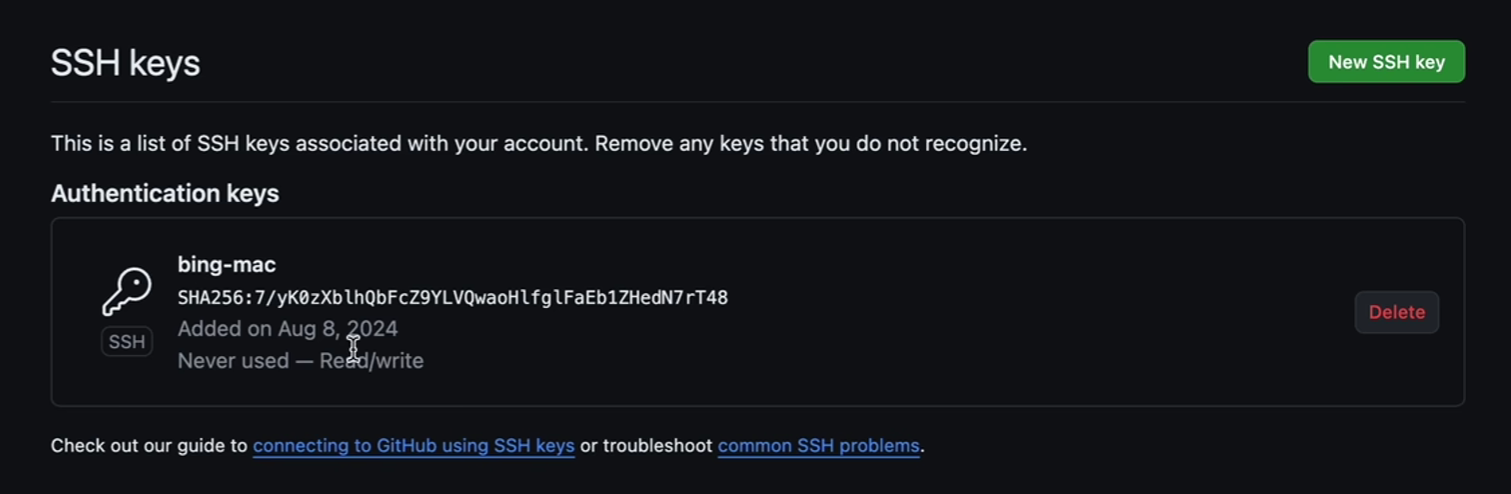 SSH keys
New SSH key
This is a list of SSH keys associated with your account. Remove any keys that you do not recognize.
Authentication keys
bing-mac
SHA256:7/yK0zXblhQbFcZ9YLVQwaoHlfglFaEb1ZHedN7rT48
Added on Aug 8, 2024
SSH
Never used — Read/write
Delete
Check out our guide to connecting to GitHub using SSH keys or troubleshoot common SSH problems.